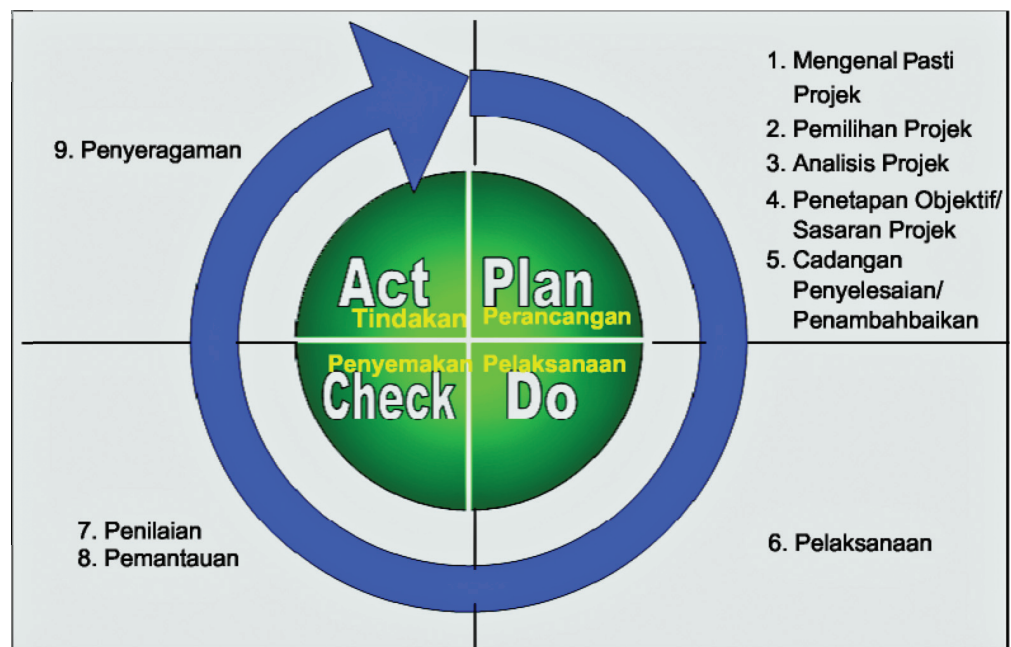 1. Mengenal Pasti
Projek
2. Pemilihan Projek
3. Analisis Projek
4. Penetapan Objektif/
Sasaran Projek
5. Cadangan
Penyelesaian/
Penambahbaikan
9. Penyeragaman
Act
Tindakan
Plan
Perancangan
Penyemakan
Check
Pelaksanaan
Do
6. Pelaksanaan
7. Penilaian
8. Pemantauan